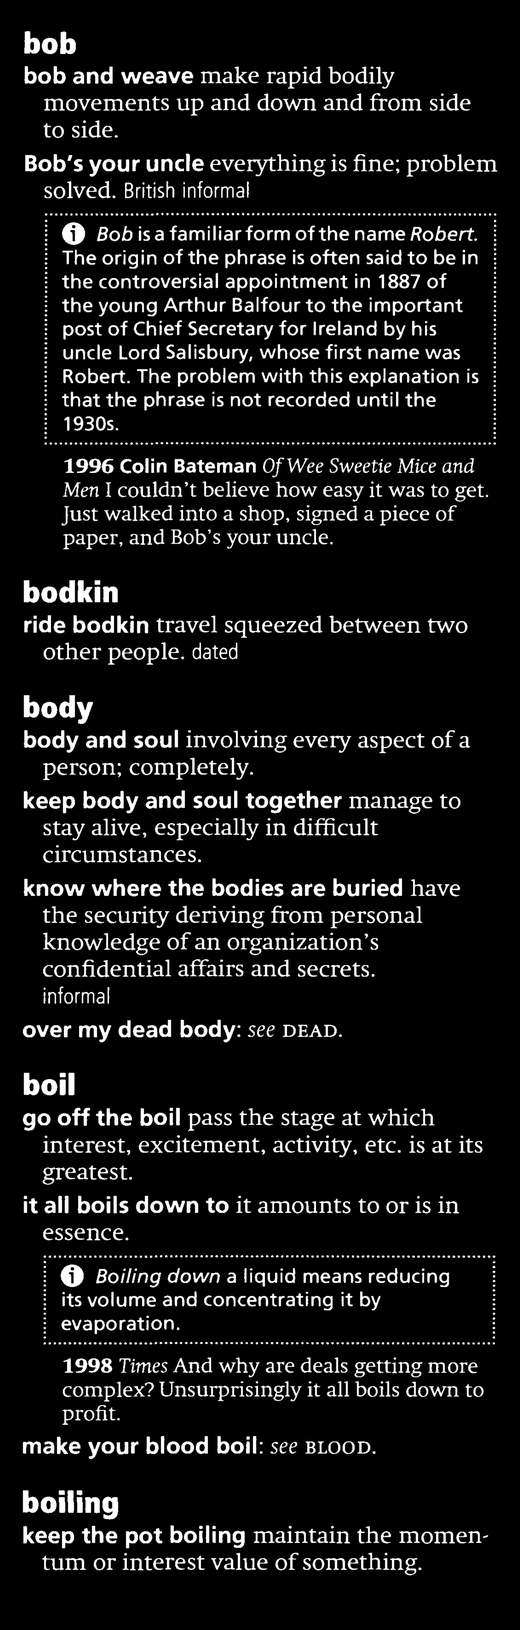 bob
bob and weave make rapid bodily
movements up and down and from side
to side.
Bob's your uncle everything is fine; problem
solved. British informal
i Bob is a familiar form of the name Robert.
The origin of the phrase is often said to be in
the controversial appointment in 1887 of
the young Arthur Balfour to the important
post of Chief Secretary for Ireland by his
uncle Lord Salisbury, whose first name was
Robert. The problem with this explanation is
that the phrase is not recorded until the
1930s.
1996 Colin Bateman Of Wee Sweetie Mice and
Men I couldn't believe how easy it was to get.
Just walked into a shop, signed a piece of
paper, and Bob's your uncle.
bodkin
ride bodkin travel squeezed between two
other people. dated
body
body and soul involving every aspect of a
person; completely.
keep body and soul together manage to
stay alive, especially in difficult
circumstances.
know where the bodies are buried have
the security deriving from personal
knowledge of an organization's
confidential affairs and secrets.
informal
over my dead body: see DEAD.
boil
go off the boil pass the stage at which
interest, excitement, activity, etc. is at its
greatest.
it all boils down to it amounts to or is in
essence.
i Boiling down a liquid means reducing
its volume and concentrating it by
evaporation.
1998 Times And why are deals getting more
complex? Unsurprisingly it all boils down to
profit.
make your blood boil: see BLOOD.
boiling
keep the pot boiling maintain the momen-
tum or interest value of something.